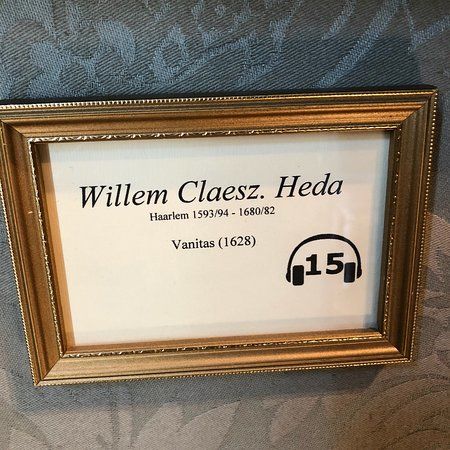 Willem Claesz. Heda
Haarlem 1593/94 - 1680/82
Vanitas (1628)
15